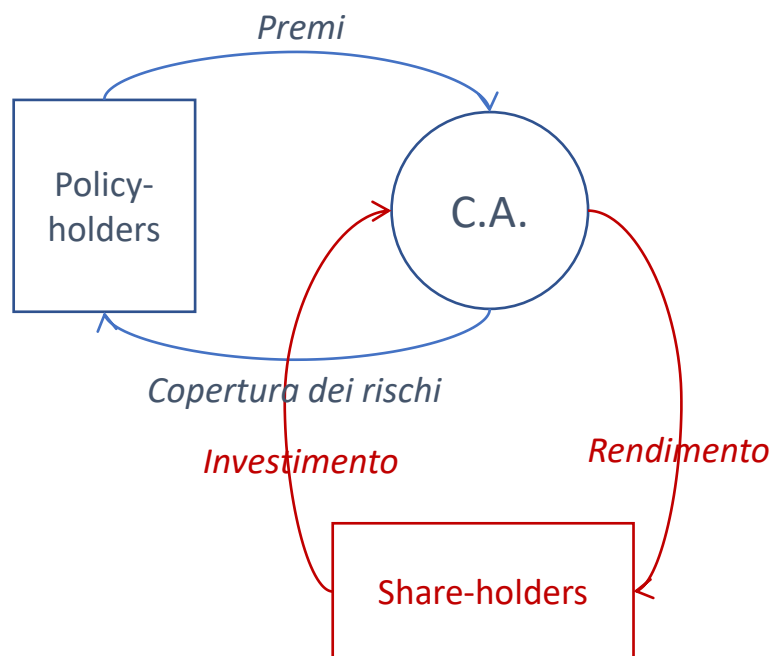 Premi
Policy-
holders
C.A.
Copertura dei rischi
Investimento
Rendimento
Share-holders